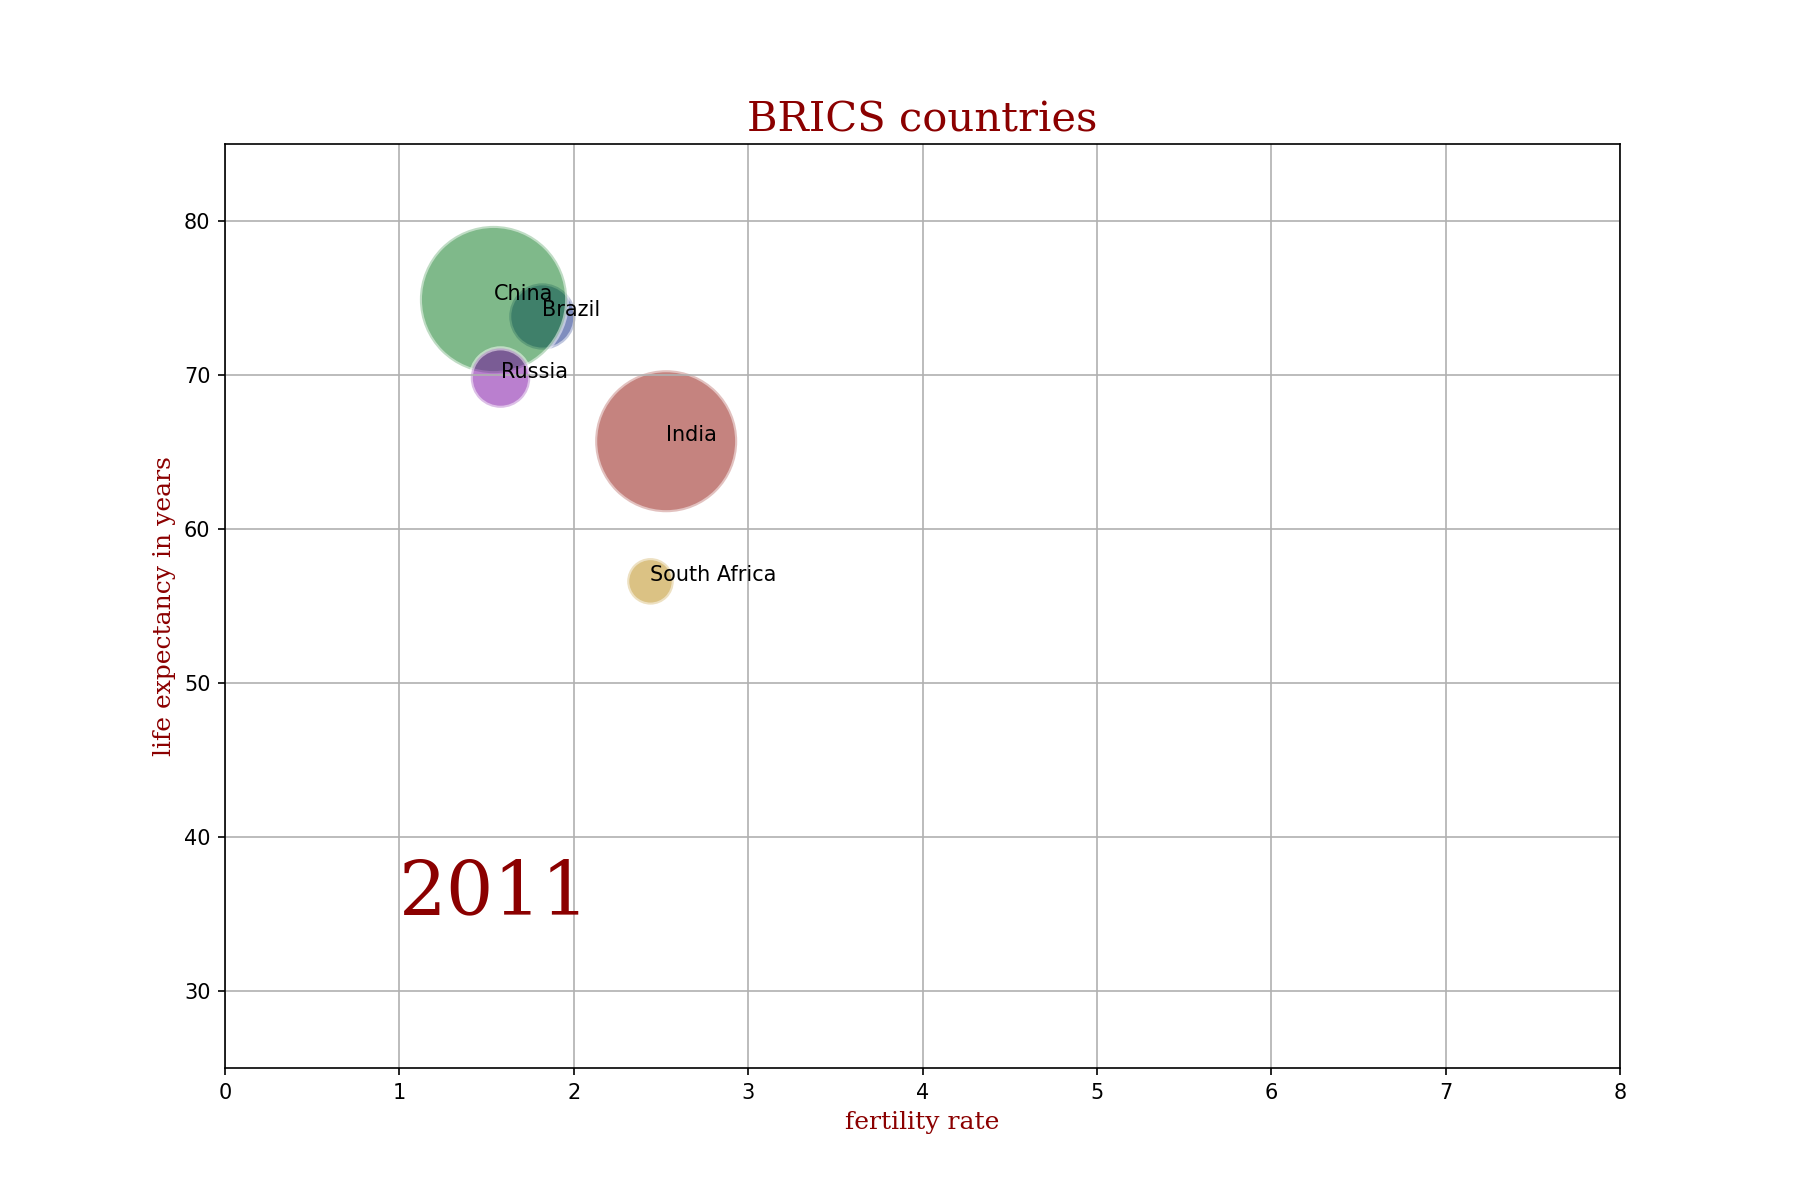 BRICS countries
80
70
60
50
40
30
life expectancy in years
China
Brazil
Russia
India
South Africa
2011
0 1 2 3 4 5 6 7 8
fertility rate